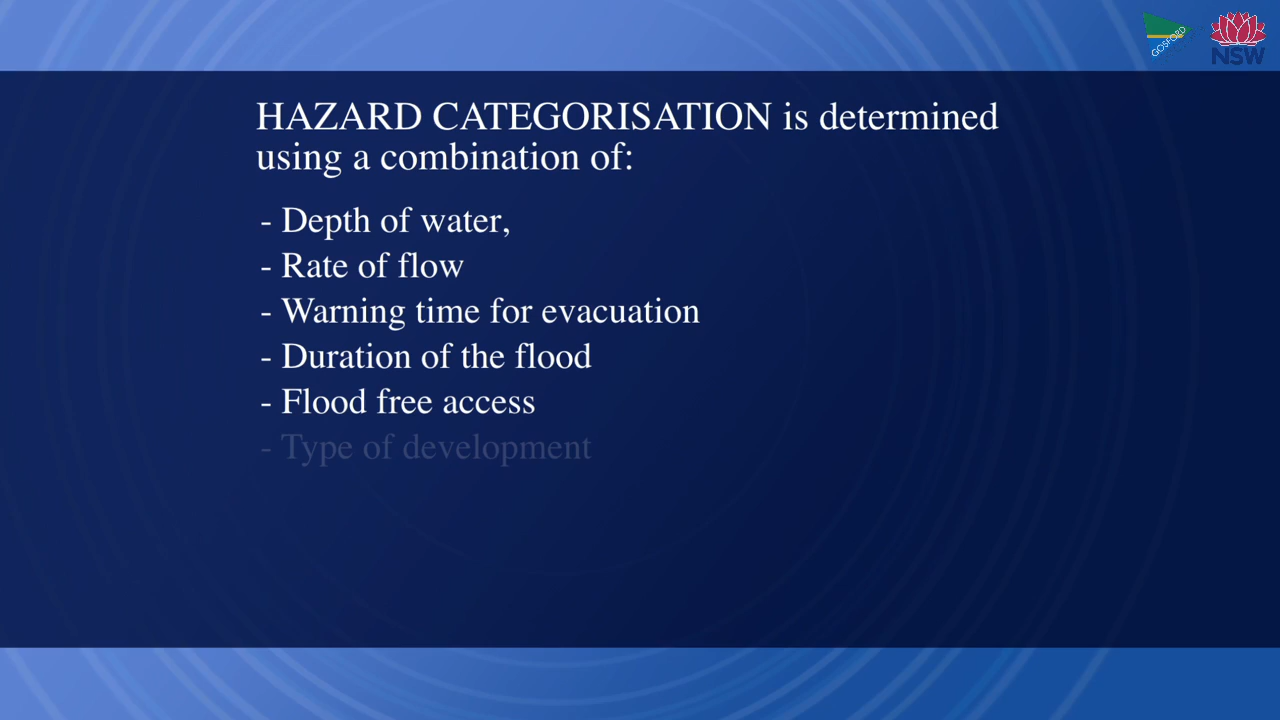 GOSFORD
NSW
HAZARD CATEGORISATION is determined
using a combination of:
- Depth of water,
- Rate of flow
- Warning time for evacuation
- Duration of the flood
- Flood free access
- Type of development